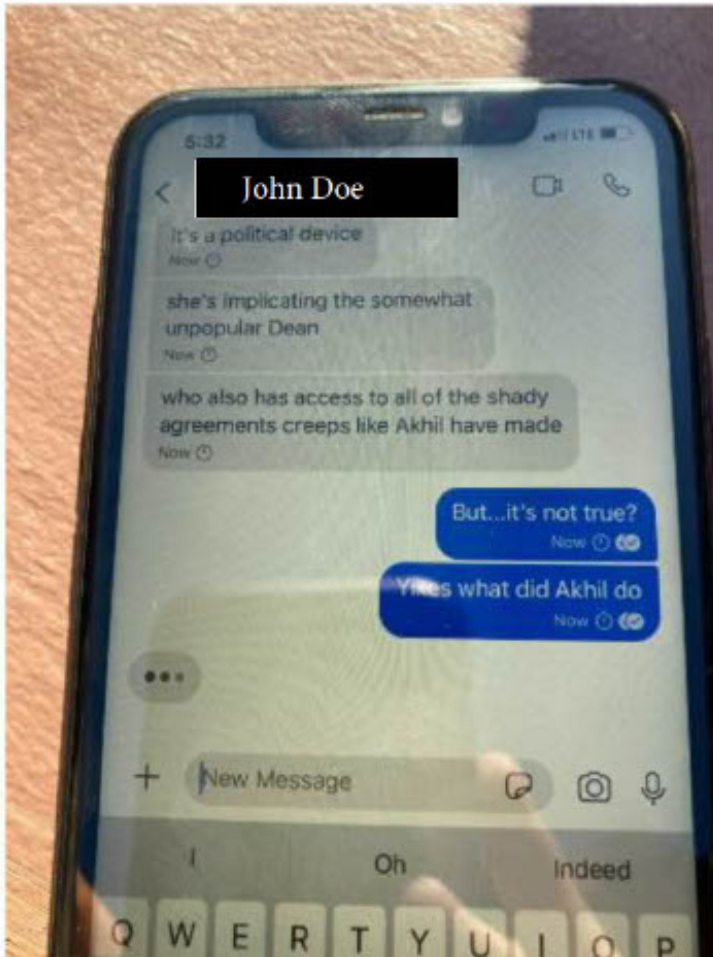 5:32
LTE
John Doe
it's a political device
Now
she's implicating the somewhat
unpopular Dean
Now
who also has access to all of the shady
agreements creeps like Akhil have made
Now
But...it's not true?
Now
Yikes what did Akhil do
Now
New Message
I
Oh
Indeed
Q W E R T Y U I O P